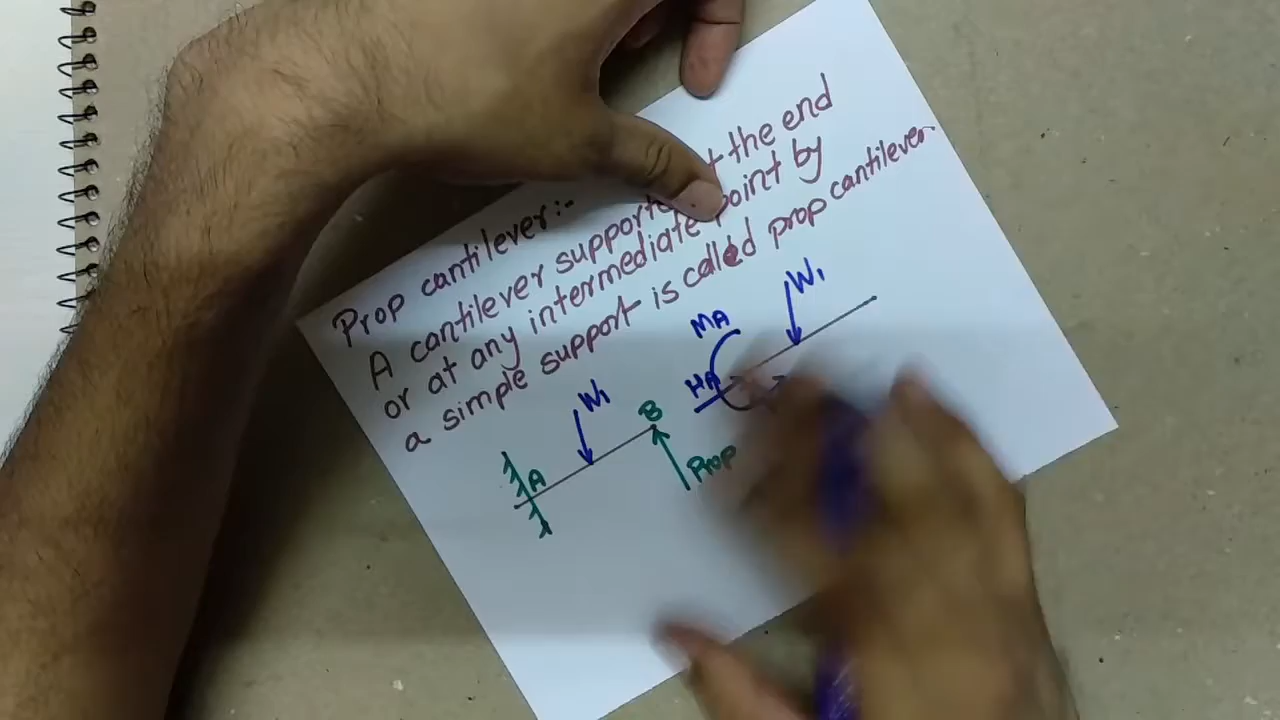 Prop cantilever:-
A cantilever supporte the end
or at any intermediate point by
a simple support is called prop cantilever.
MA
W1
HA
W1
B
A
Prop